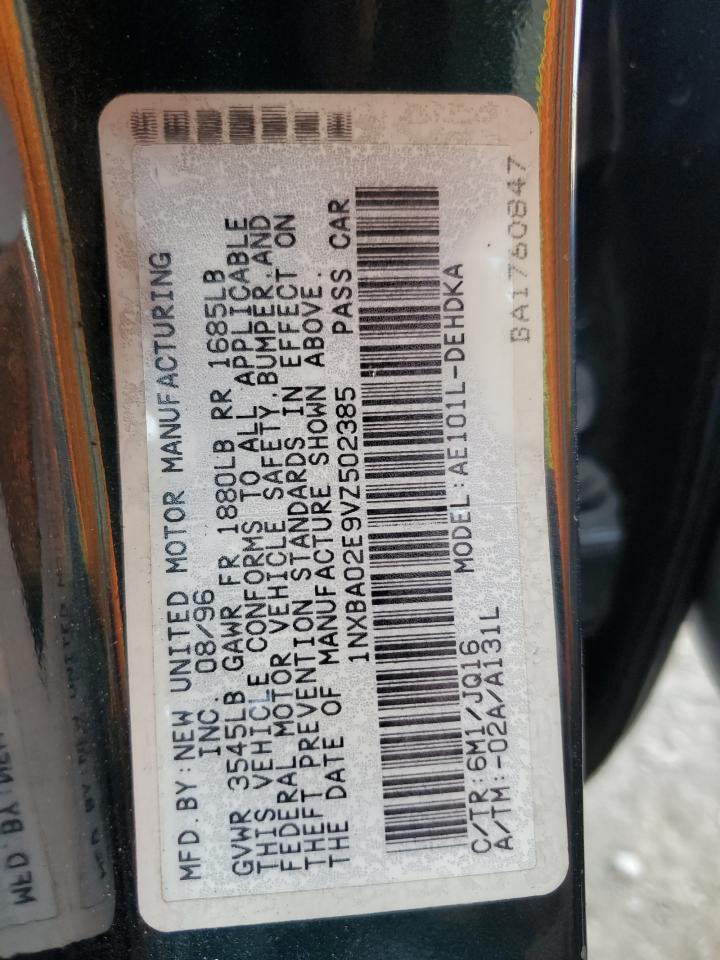 MFD.BY:NEW UNITED MOTOR MANUFACTURING
INC. 08/96
GVWR 3545LB GAWR FR 1880LB RR 1685LB
THIS VEHICLE CONFORMS TO ALL APPLICABLE
FEDERAL MOTOR VEHICLE SAFETY,BUMPER,AND
THEFT PREVENTION STANDARDS IN EFFECT ON
THE DATE OF MANUFACTURE SHOWN ABOVE.
1NXBA02E9VZ502385 PASS CAR
C/TR:6M1/JQ16 MODEL:AE101L-DEHDKA
A/TM:-02A/A131L
BA1760847